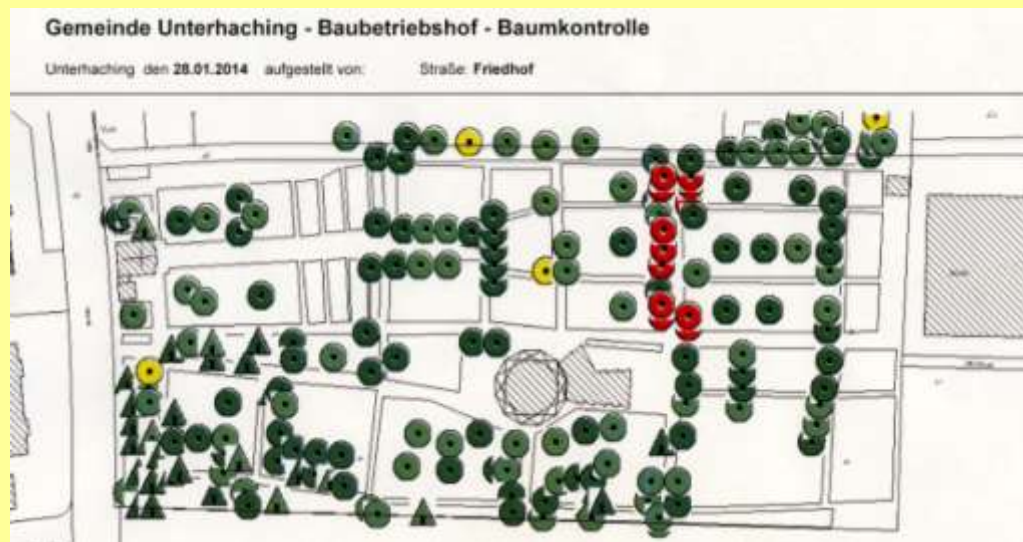 Gemeinde Unterhaching - Baubetriebshof - Baumkontrolle
Unterhaching den 28.01.2014 aufgestellt von: Straße: Friedhof